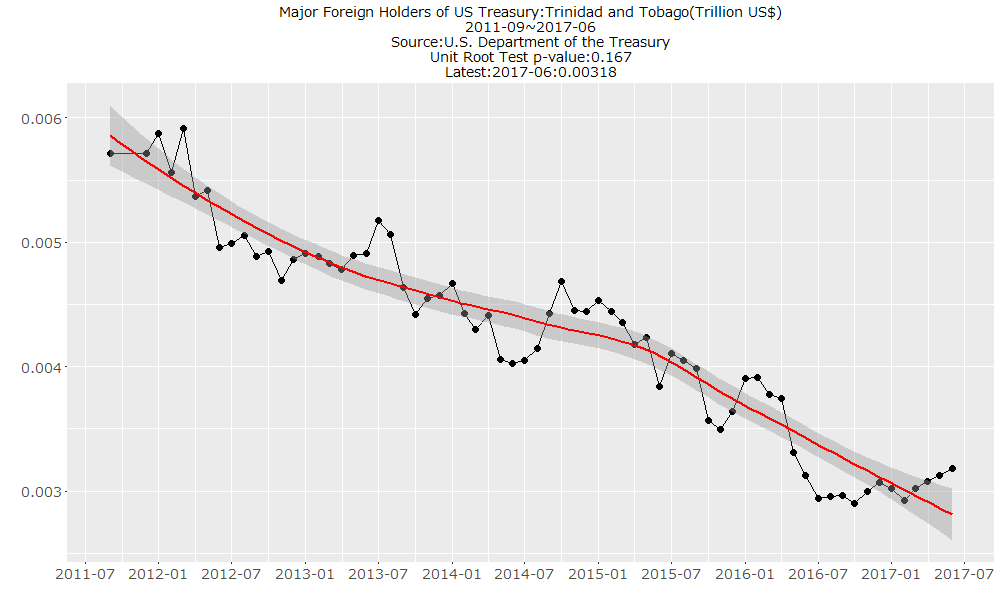 Major Foreign Holders of US Treasury:Trinidad and Tobago(Trillion US$)
2011-09~2017-06
Source:U.S. Department of the Treasury
Unit Root Test p-value:0.167
Latest:2017-06:0.00318
0.006
0.005
0.004
0.003
2011-07 2012-01 2012-07 2013-01 2013-07 2014-01 2014-07 2015-01 2015-07 2016-01 2016-07 2017-01 2017-07